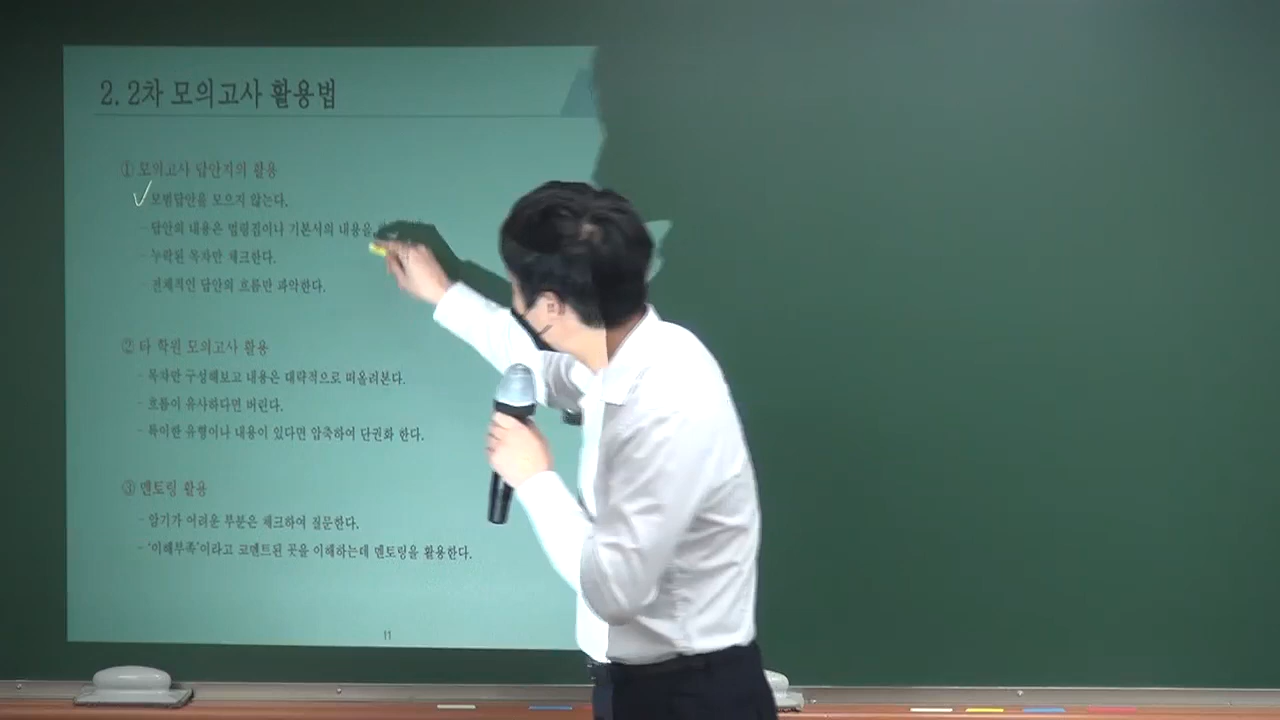 2. 2차 모의고사 활용법
① 모의고사 답안지의 활용
✓ 모범답안을 모으지 않는다.
- 답안의 내용은 법령집이나 기본서의 내용을
- 누락된 목차만 체크한다.
- 전체적인 답안의 흐름만 파악한다.
② 타 학원 모의고사 활용
- 목차만 구성해보고 내용은 대략적으로 떠올려본다.
- 흐름이 유사하다면 버린다.
- 특이한 유형이나 내용이 있다면 압축하여 단권화 한다.
③ 멘토링 활용
- 암기가 어려운 부분은 체크하여 질문한다.
- '이해부족'이라고 코멘트된 곳을 이해하는데 멘토링을 활용한다.
11